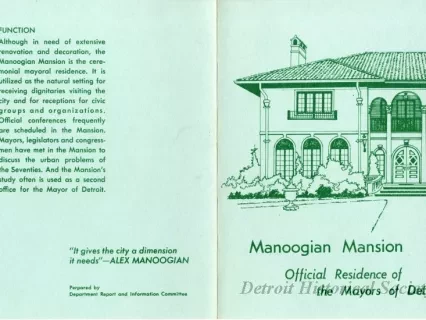 FUNCTION
Although in need of extensive
renovation and decoration, the
Manoogian Mansion is the cere-
monial mayoral residence. It is
utilized as the natural setting for
receiving dignitaries visiting the
city and for receptions for civic
groups and organizations.
Official conferences frequently
are scheduled in the Mansion.
Mayors, legislators and congress-
men have met in the Mansion to
discuss the urban problems of
the Seventies. And the Mansion's
study often is used as a second
office for the Mayor of Detroit.
"It gives the city a dimension
it needs"—ALEX MANOOGIAN
Perpared by
Department Report and Information Committee
Manoogian Mansion
Official Residence of
the Mayors of Det
Detroit Historical Society